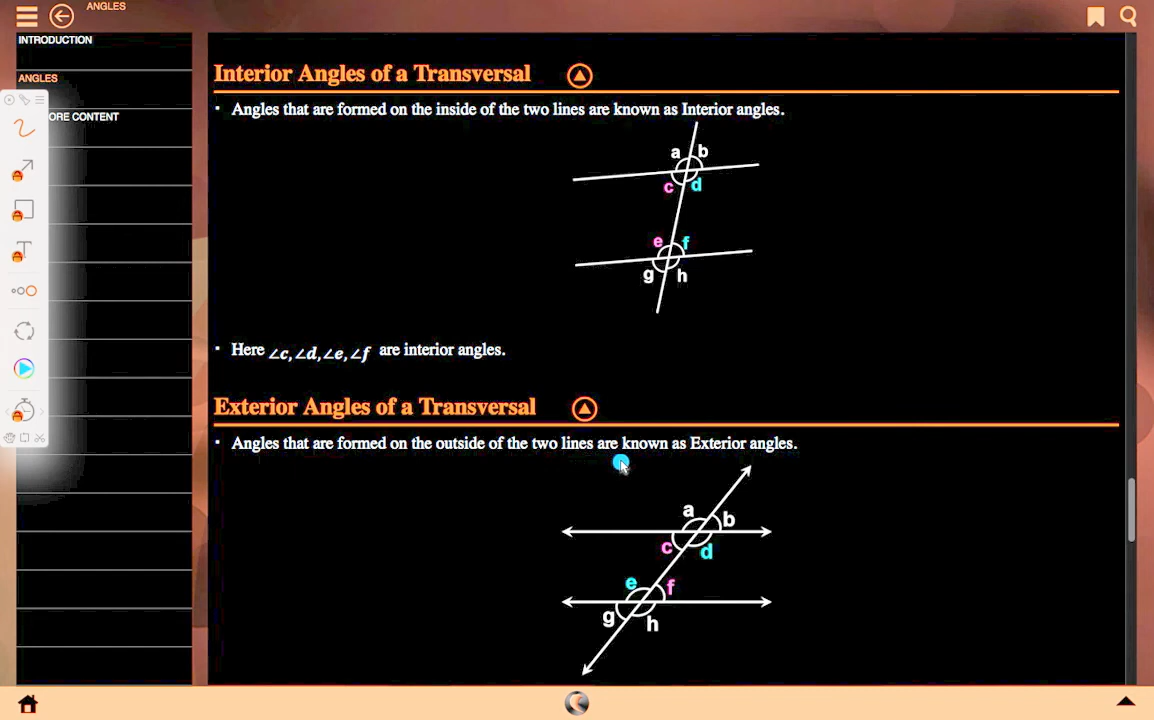 ANGLES
INTRODUCTION
ANGLES
ORE CONTENT
Interior Angles of a Transversal
• Angles that are formed on the inside of the two lines are known as Interior angles.
a b
c d
e f
g h
• Here ∠c,∠d,∠e,∠f are interior angles.
Exterior Angles of a Transversal
• Angles that are formed on the outside of the two lines are known as Exterior angles.
a b
c d
e f
g h